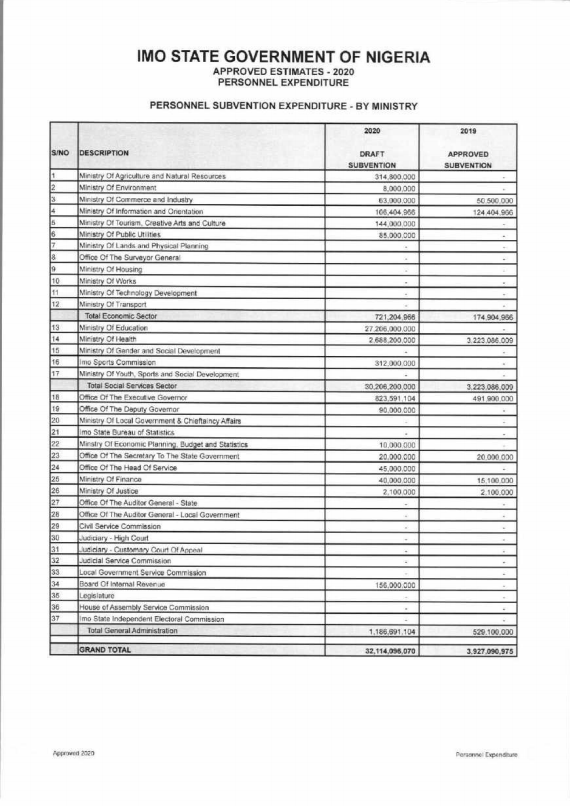 IMO STATE GOVERNMENT OF NIGERIA
APPROVED ESTIMATES - 2020
PERSONNEL EXPENDITURE
PERSONNEL SUBVENTION EXPENDITURE - BY MINISTRY
2020 2019
S/NO DESCRIPTION DRAFT APPROVED
SUBVENTION SUBVENTION
1 Ministry Of Agriculture and Natural Resources 314,800,000 -
2 Ministry Of Environment 8,000,000 -
3 Ministry Of Commerce and Industry 63,000,000 50,500,000
4 Ministry Of Information and Orientation 106,404,966 124,404,966
5 Ministry Of Tourism, Creative Arts and Culture 144,000,000 -
6 Ministry Of Public Utilities 85,000,000 -
7 Ministry Of Lands and Physical Planning - -
8 Office Of The Surveyor General - -
9 Ministry Of Housing - -
10 Ministry Of Works - -
11 Ministry Of Technology Development - -
12 Ministry Of Transport - -
Total Economic Sector 721,204,966 174,904,966
13 Ministry Of Education 27,206,000,000 -
14 Ministry Of Health 2,688,200,000 3,223,086,009
15 Ministry Of Gender and Social Development - -
16 Imo Sports Commission 312,000,000 -
17 Ministry Of Youth, Sports and Social Development - -
Total Social Services Sector 30,206,200,000 3,223,086,009
18 Office Of The Executive Governor 823,591,104 491,900,000
19 Office Of The Deputy Governor 90,000,000 -
20 Ministry Of Local Government & Chieftaincy Affairs - -
21 Imo State Bureau of Statistics - -
22 Minstry Of Economic Planning, Budget and Statistics 10,000,000 -
23 Office Of The Secretary To The State Government 20,000,000 20,000,000
24 Office Of The Head Of Service 45,000,000 -
25 Ministry Of Finance 40,000,000 15,100,000
26 Ministry Of Justice 2,100,000 2,100,000
27 Office Of The Auditor General - State - -
28 Office Of The Auditor General - Local Government - -
29 Civil Service Commission - -
30 Judiciary - High Court - -
31 Judiciary - Customary Court Of Appeal - -
32 Judicial Service Commission - -
33 Local Government Service Commission - -
34 Board Of Internal Revenue 156,000,000 -
35 Legislature - -
36 House of Assembly Service Commission - -
37 Imo State Independent Electoral Commission - -
Total General Administration 1,186,691,104 529,100,000
GRAND TOTAL 32,114,096,070 3,927,090,975
Approved 2020 Personnel Expenditure